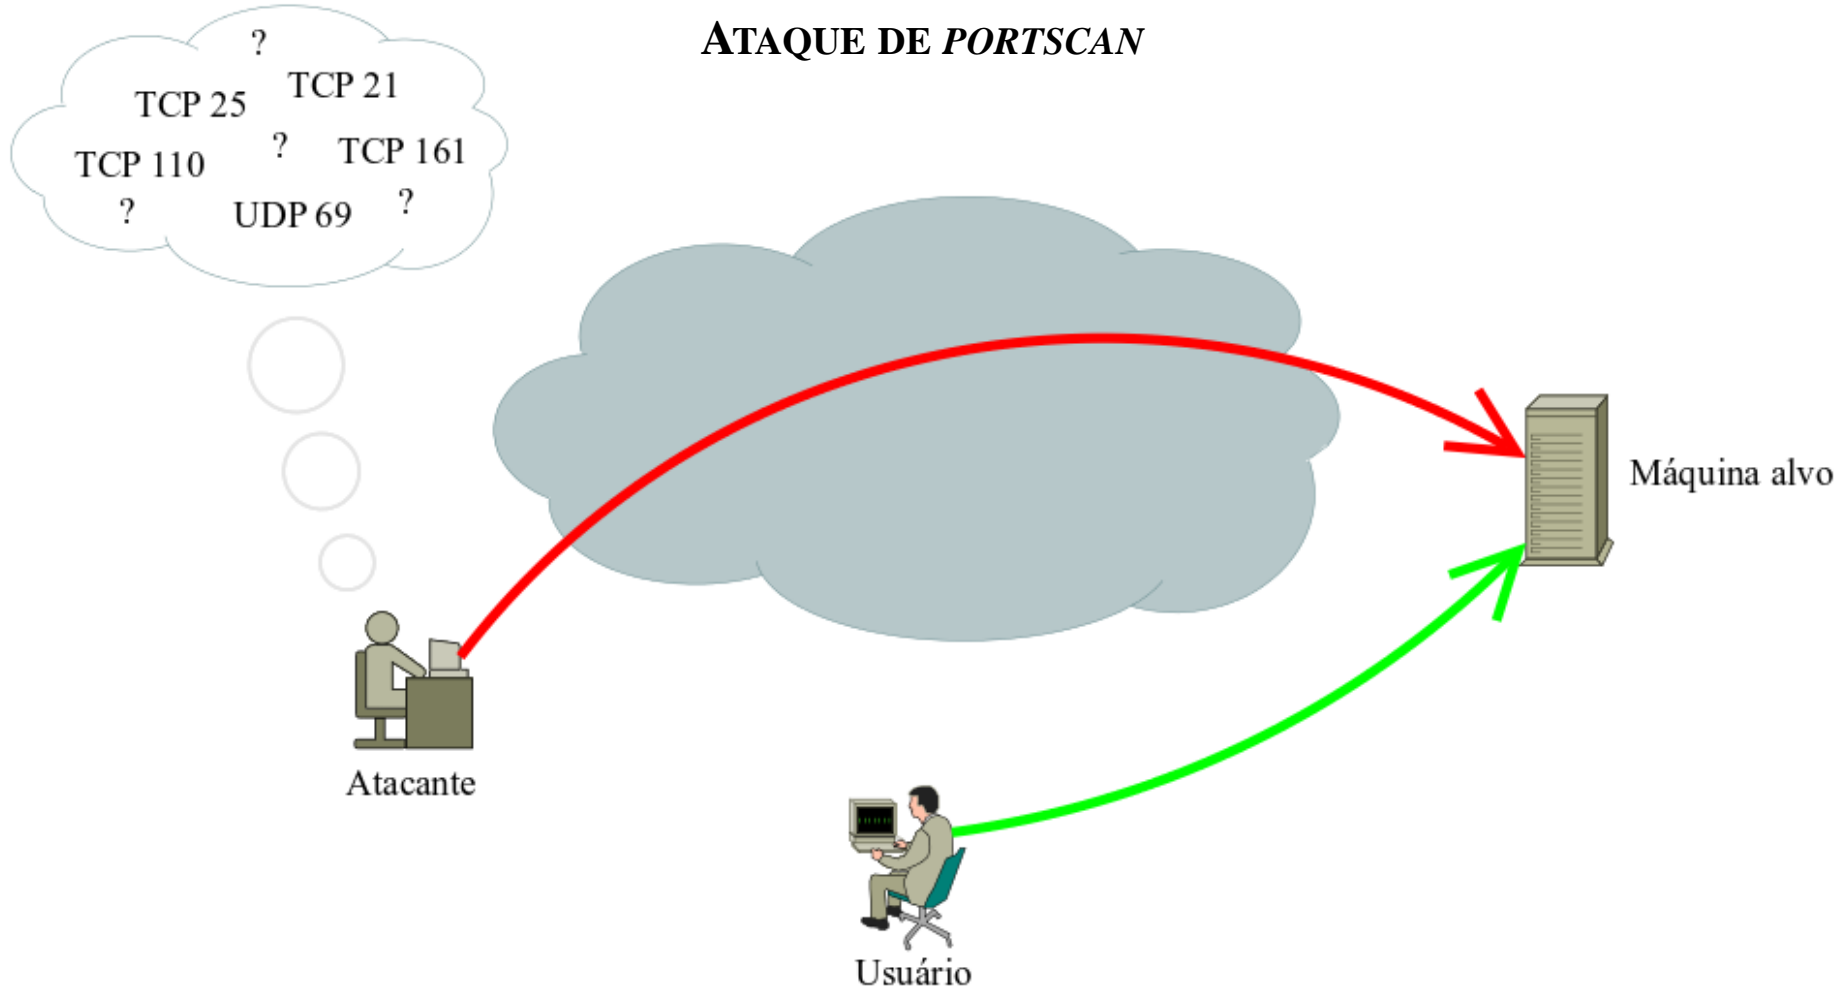 ATAQUE DE PORTSCAN
?
TCP 25 TCP 21
TCP 110 ? TCP 161
? UDP 69 ?
Máquina alvo
Atacante
Usuário